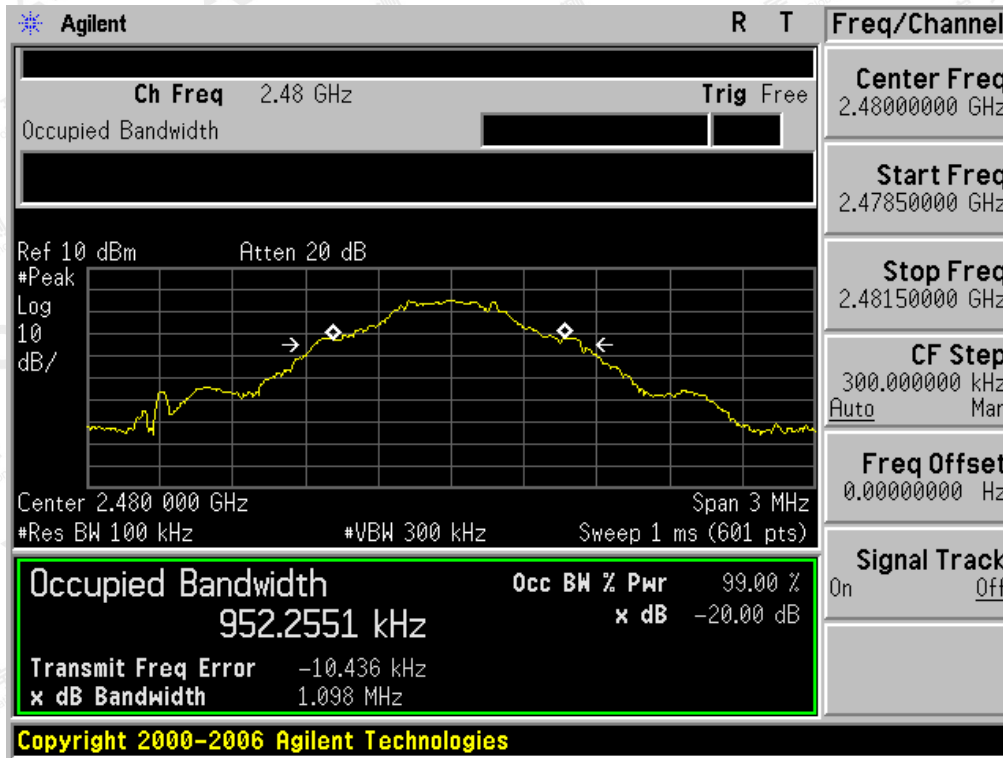 Agilent R T
Ch Freq 2.48 GHz Trig Free
Occupied Bandwidth
Ref 10 dBm Atten 20 dB
#Peak
Log
10
dB/
Center 2.480 000 GHz Span 3 MHz
#Res BW 100 kHz #VBW 300 kHz Sweep 1 ms (601 pts)
Occupied Bandwidth Occ BW % Pwr 99.00 %
952.2551 kHz x dB -20.00 dB
Transmit Freq Error -10.436 kHz
x dB Bandwidth 1.098 MHz
Copyright 2000-2006 Agilent Technologies
Freq/Channel
Center Freq
2.48000000 GHz
Start Freq
2.47850000 GHz
Stop Freq
2.48150000 GHz
CF Step
300.000000 kHz
Auto Man
Freq Offset
0.00000000 Hz
Signal Track
On Off